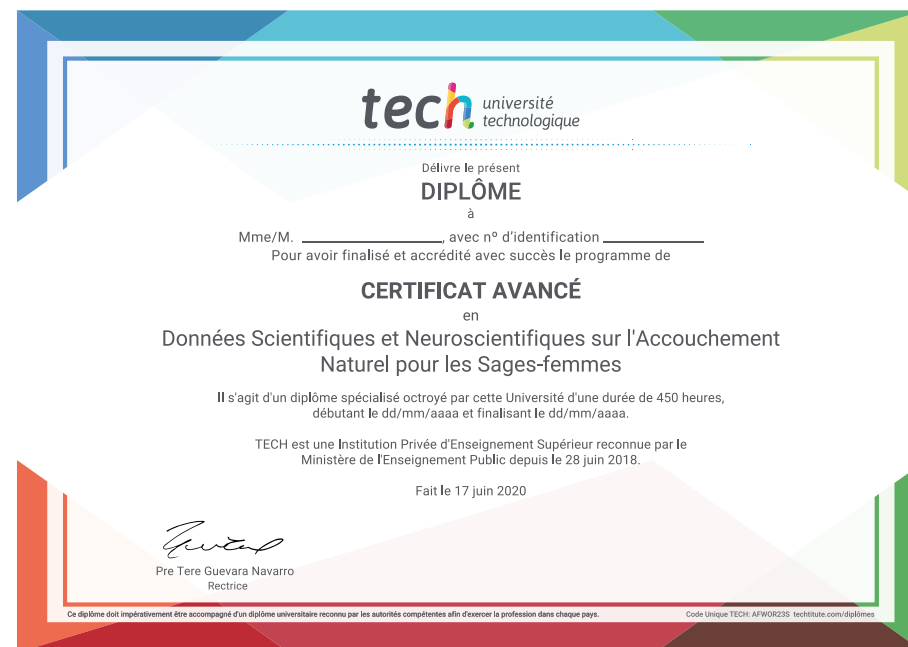 tech université
technologique
Délivre le présent
DIPLÔME
à
Mme/M. ____________________, avec nº d'identification ______________
Pour avoir finalisé et accrédité avec succès le programme de
CERTIFICAT AVANCÉ
en
Données Scientifiques et Neuroscientifiques sur l'Accouchement
Naturel pour les Sages-femmes
Il s'agit d'un diplôme spécialisé octroyé par cette Université d'une durée de 450 heures,
débutant le dd/mm/aaaa et finalisant le dd/mm/aaaa.
TECH est une Institution Privée d'Enseignement Supérieur reconnue par le
Ministère de l'Enseignement Public depuis le 28 juin 2018.
Fait le 17 juin 2020
Pre Tere Guevara Navarro
Rectrice
Ce diplôme doit impérativement être accompagné d'un diplôme universitaire reconnu par les autorités compétentes afin d'exercer la profession dans chaque pays.
Code Unique TECH: AFWOR23S techtitute.com/diplômes